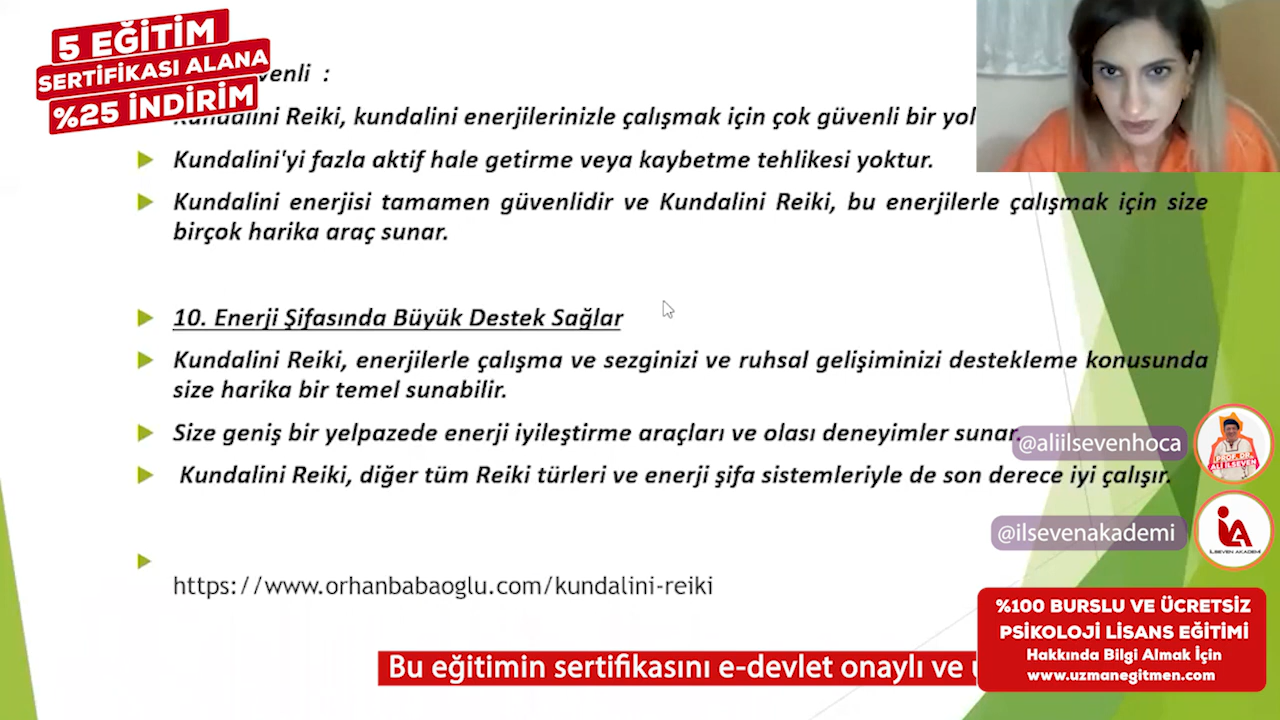 5 EĞİTİM
SERTİFİKASI ALANA
%25 İNDİRİM
:
Reiki, kundalini enerjilerinizle çalışmak için çok güvenli bir yol
Kundalini'yi fazla aktif hale getirme veya kaybetme tehlikesi yoktur.
Kundalini enerjisi tamamen güvenlidir ve Kundalini Reiki, bu enerjilerle çalışmak için size
birçok harika araç sunar.
10. Enerji Şifasında Büyük Destek Sağlar
Kundalini Reiki, enerjilerle çalışma ve sezginizi ve ruhsal gelişiminizi destekleme konusunda
size harika bir temel sunabilir.
Size geniş bir yelpazede enerji iyileştirme araçları ve olası deneyimler sunar.
@aliilsevenhoca
PROF. DR.
ALİ İLSEVEN
Kundalini Reiki, diğer tüm Reiki türleri ve enerji şifa sistemleriyle de son derece iyi çalışır.
@ilsevenakademi
İLSEVEN AKADEMİ
https://www.orhanbabaoglu.com/kundalini-reiki
%100 BURSLU VE ÜCRETSİZ
PSİKOLOJİ LİSANS EĞİTİMİ
Hakkında Bilgi Almak İçin
www.uzmanegitmen.com
Bu eğitimin sertifikasını e-devlet onaylı ve